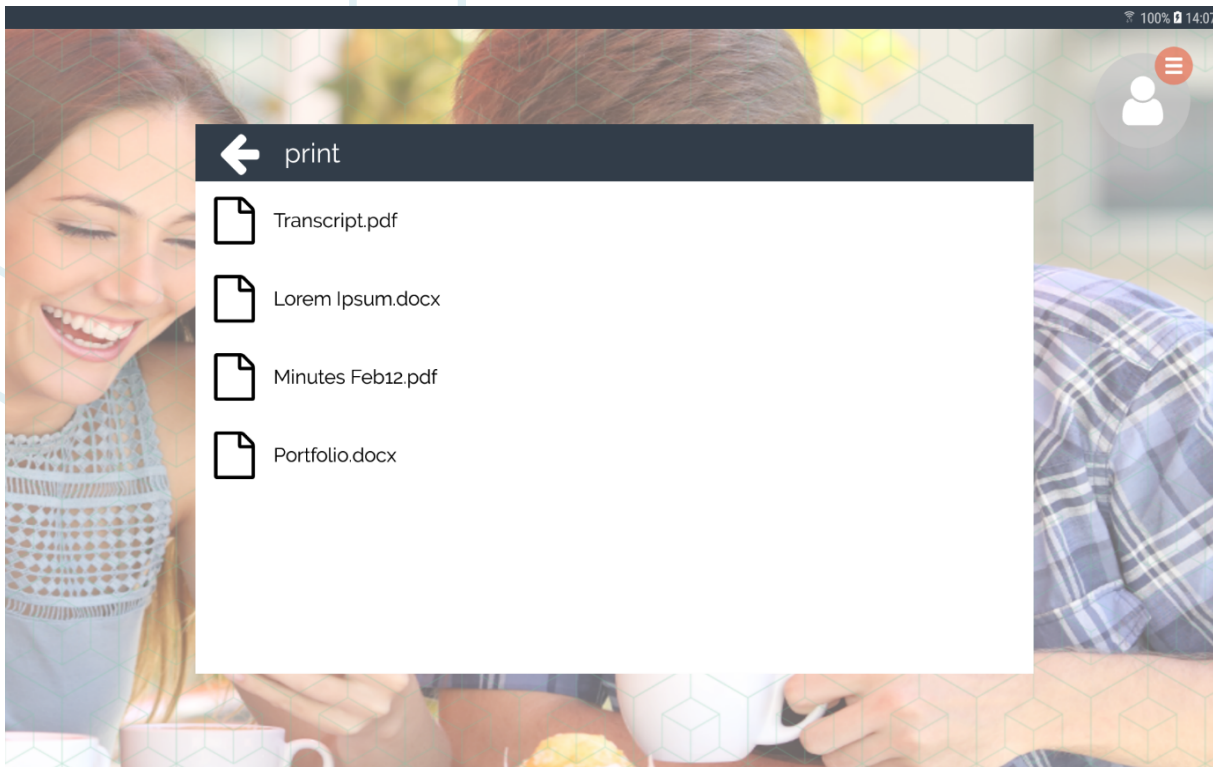 100% 14:07
print
Transcript.pdf
Lorem Ipsum.docx
Minutes Feb12.pdf
Portfolio.docx